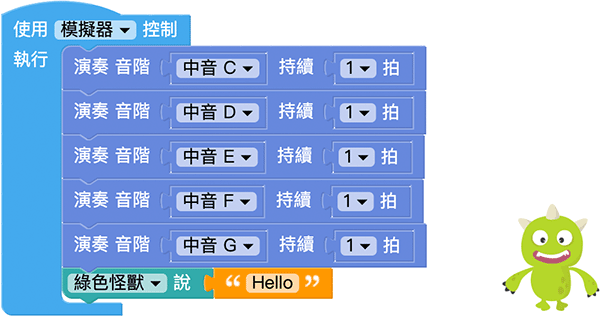 使用 模擬器 控制
執行 演奏 音階 中音 C 持續 1 拍
演奏 音階 中音 D 持續 1 拍
演奏 音階 中音 E 持續 1 拍
演奏 音階 中音 F 持續 1 拍
演奏 音階 中音 G 持續 1 拍
綠色怪獸 說 “ Hello ”